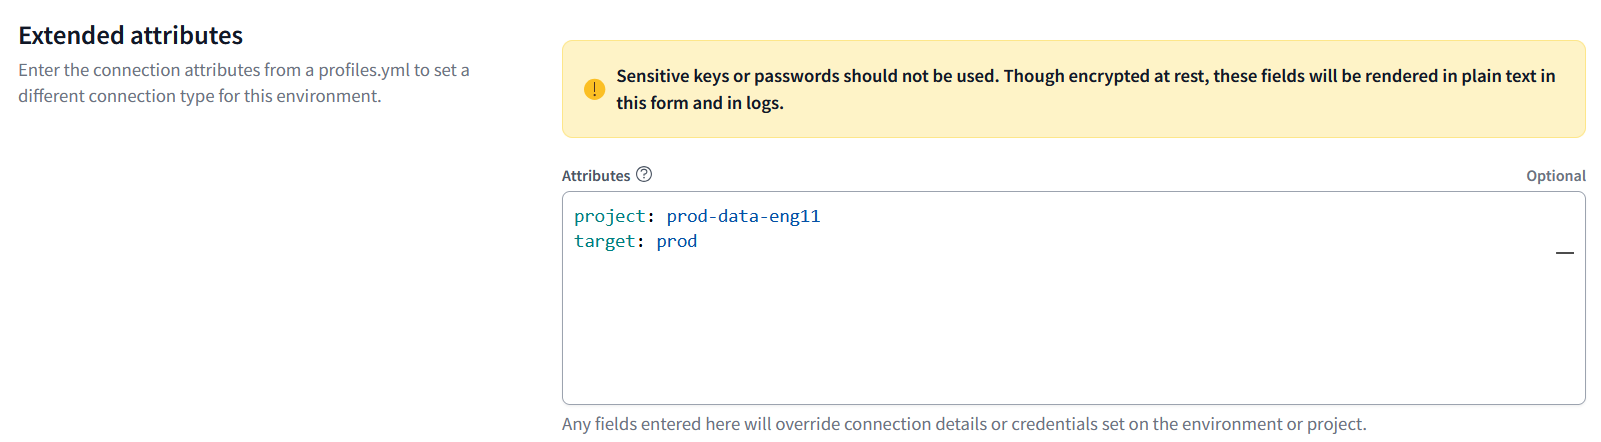 Extended attributes
Enter the connection attributes from a profiles.yml to set a
different connection type for this environment.
Sensitive keys or passwords should not be used. Though encrypted at rest, these fields will be rendered in plain text in
this form and in logs.
Attributes
Optional
project: prod-data-eng11
target: prod
Any fields entered here will override connection details or credentials set on the environment or project.